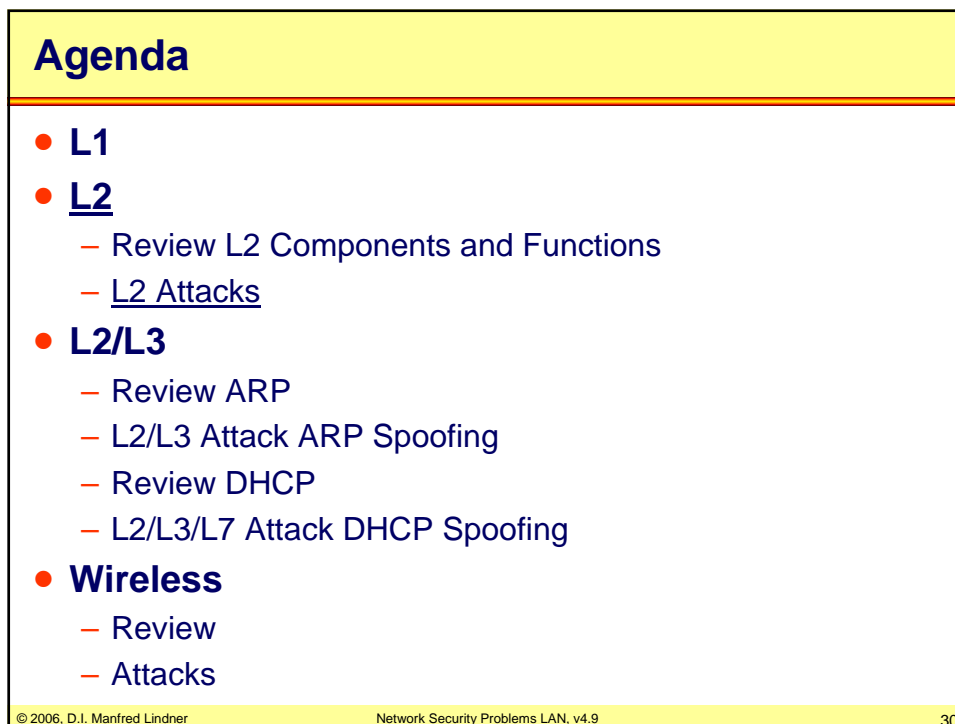 Agenda
• L1
• L2
– Review L2 Components and Functions
– L2 Attacks
• L2/L3
– Review ARP
– L2/L3 Attack ARP Spoofing
– Review DHCP
– L2/L3/L7 Attack DHCP Spoofing
• Wireless
– Review
– Attacks
© 2006, D.I. Manfred Lindner Network Security Problems LAN, v4.9 30